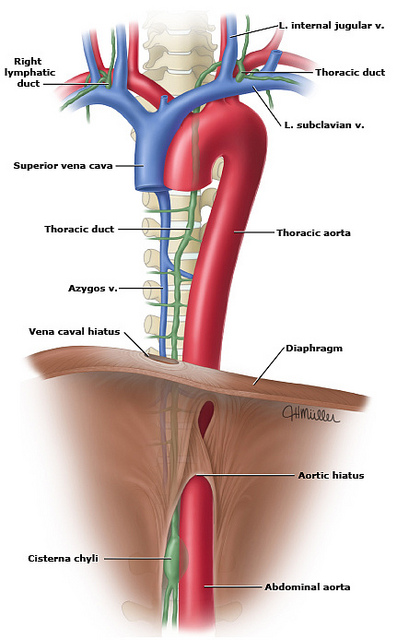 L. internal jugular v.
Right
lymphatic
duct
Thoracic duct
L. subclavian v.
Superior vena cava
Thoracic duct
Thoracic aorta
Azygos v.
Vena caval hiatus
Diaphragm
JHMüller
Aortic hiatus
Cisterna chyli
Abdominal aorta